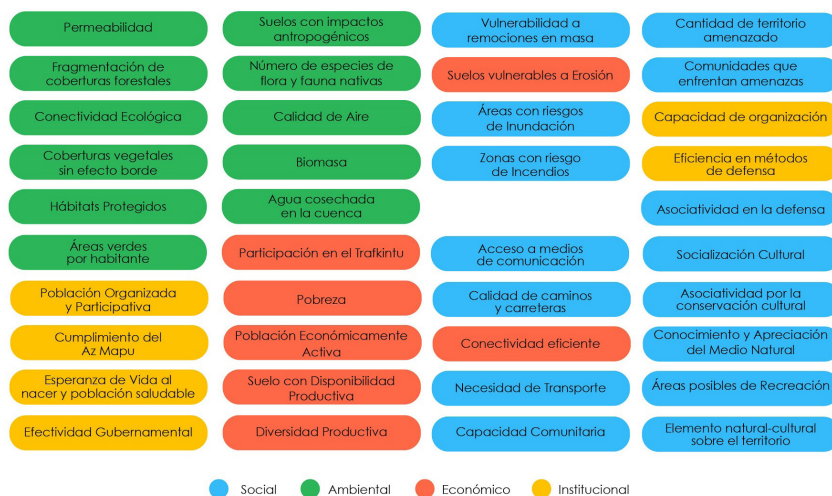 Permeabilidad
Fragmentación de
coberturas forestales
Conectividad Ecológica
Coberturas vegetales
sin efecto borde
Hábitats Protegidos
Áreas verdes
por habitante
Población Organizada
y Participativa
Cumplimiento del
Az Mapu
Esperanza de Vida al
nacer y población saludable
Efectividad Gubernamental
Suelos con impactos
antropogénicos
Número de especies de
flora y fauna nativas
Calidad de Aire
Biomasa
Agua cosechada
en la cuenca
Participación en el Trafkintu
Pobreza
Población Económicamente
Activa
Suelo con Disponibilidad
Productiva
Diversidad Productiva
Vulnerabilidad a
remociones en masa
Suelos vulnerables a Erosión
Áreas con riesgos
de Inundación
Zonas con riesgo
de Incendios
Acceso a medios
de comunicación
Calidad de caminos
y carreteras
Conectividad eficiente
Necesidad de Transporte
Capacidad Comunitaria
Cantidad de territorio
amenazado
Comunidades que
enfrentan amenazas
Capacidad de organización
Eficiencia en métodos
de defensa
Asociatividad en la defensa
Socialización Cultural
Asociatividad por la
conservación cultural
Conocimiento y Apreciación
del Medio Natural
Áreas posibles de Recreación
Elemento natural-cultural
sobre el territorio
Social
Ambiental
Económico
Institucional